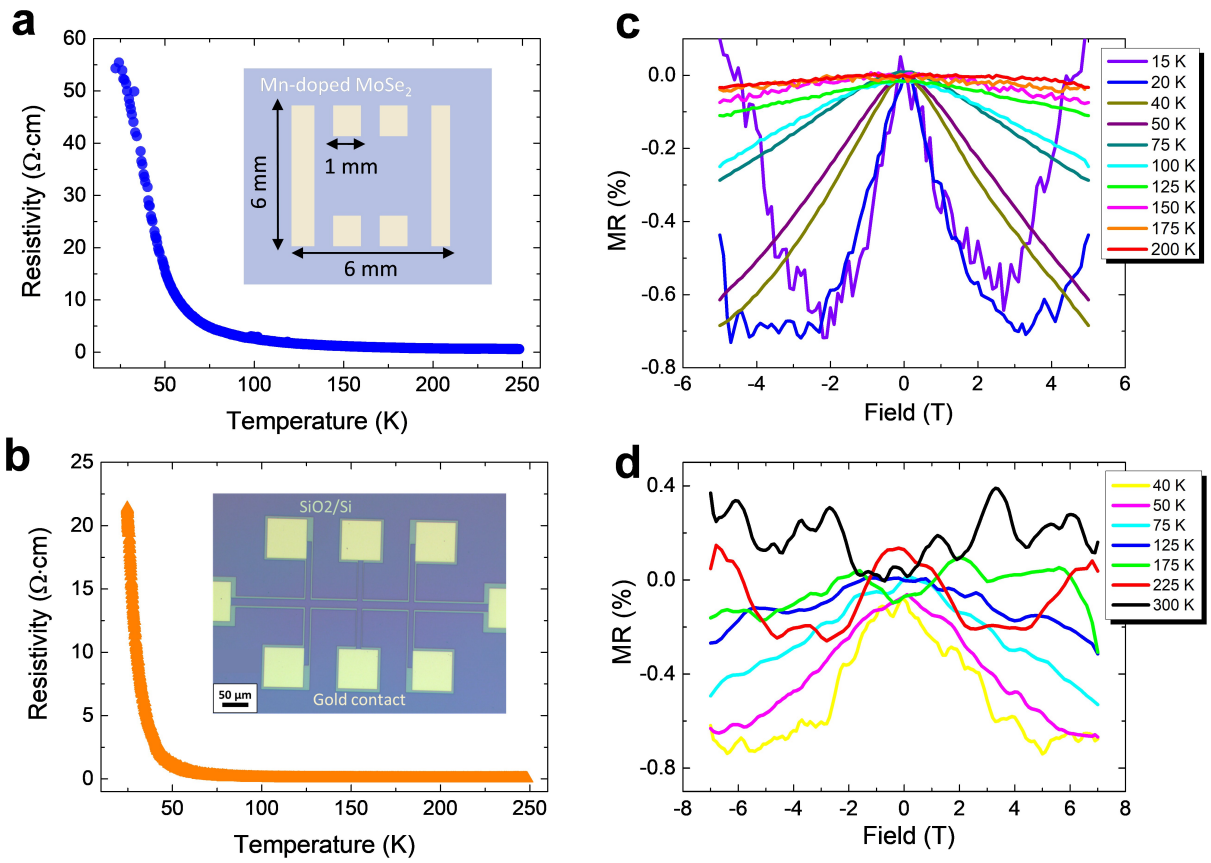 a
Resistivity (Ω·cm)
60
50
40
30
20
10
0
50
100
150
200
250
Temperature (K)
Mn-doped MoSe₂
1 mm
6 mm
6 mm
c
MR (%)
0.0
-0.2
-0.4
-0.6
-0.8
-6
-4
-2
0
2
4
6
Field (T)
15 K
20 K
40 K
50 K
75 K
100 K
125 K
150 K
175 K
200 K
b
Resistivity (Ω·cm)
25
20
15
10
5
0
50
100
150
200
250
Temperature (K)
SiO2/Si
Gold contact
50 µm
d
MR (%)
0.4
0.0
-0.4
-0.8
-8
-6
-4
-2
0
2
4
6
8
Field (T)
40 K
50 K
75 K
125 K
175 K
225 K
300 K